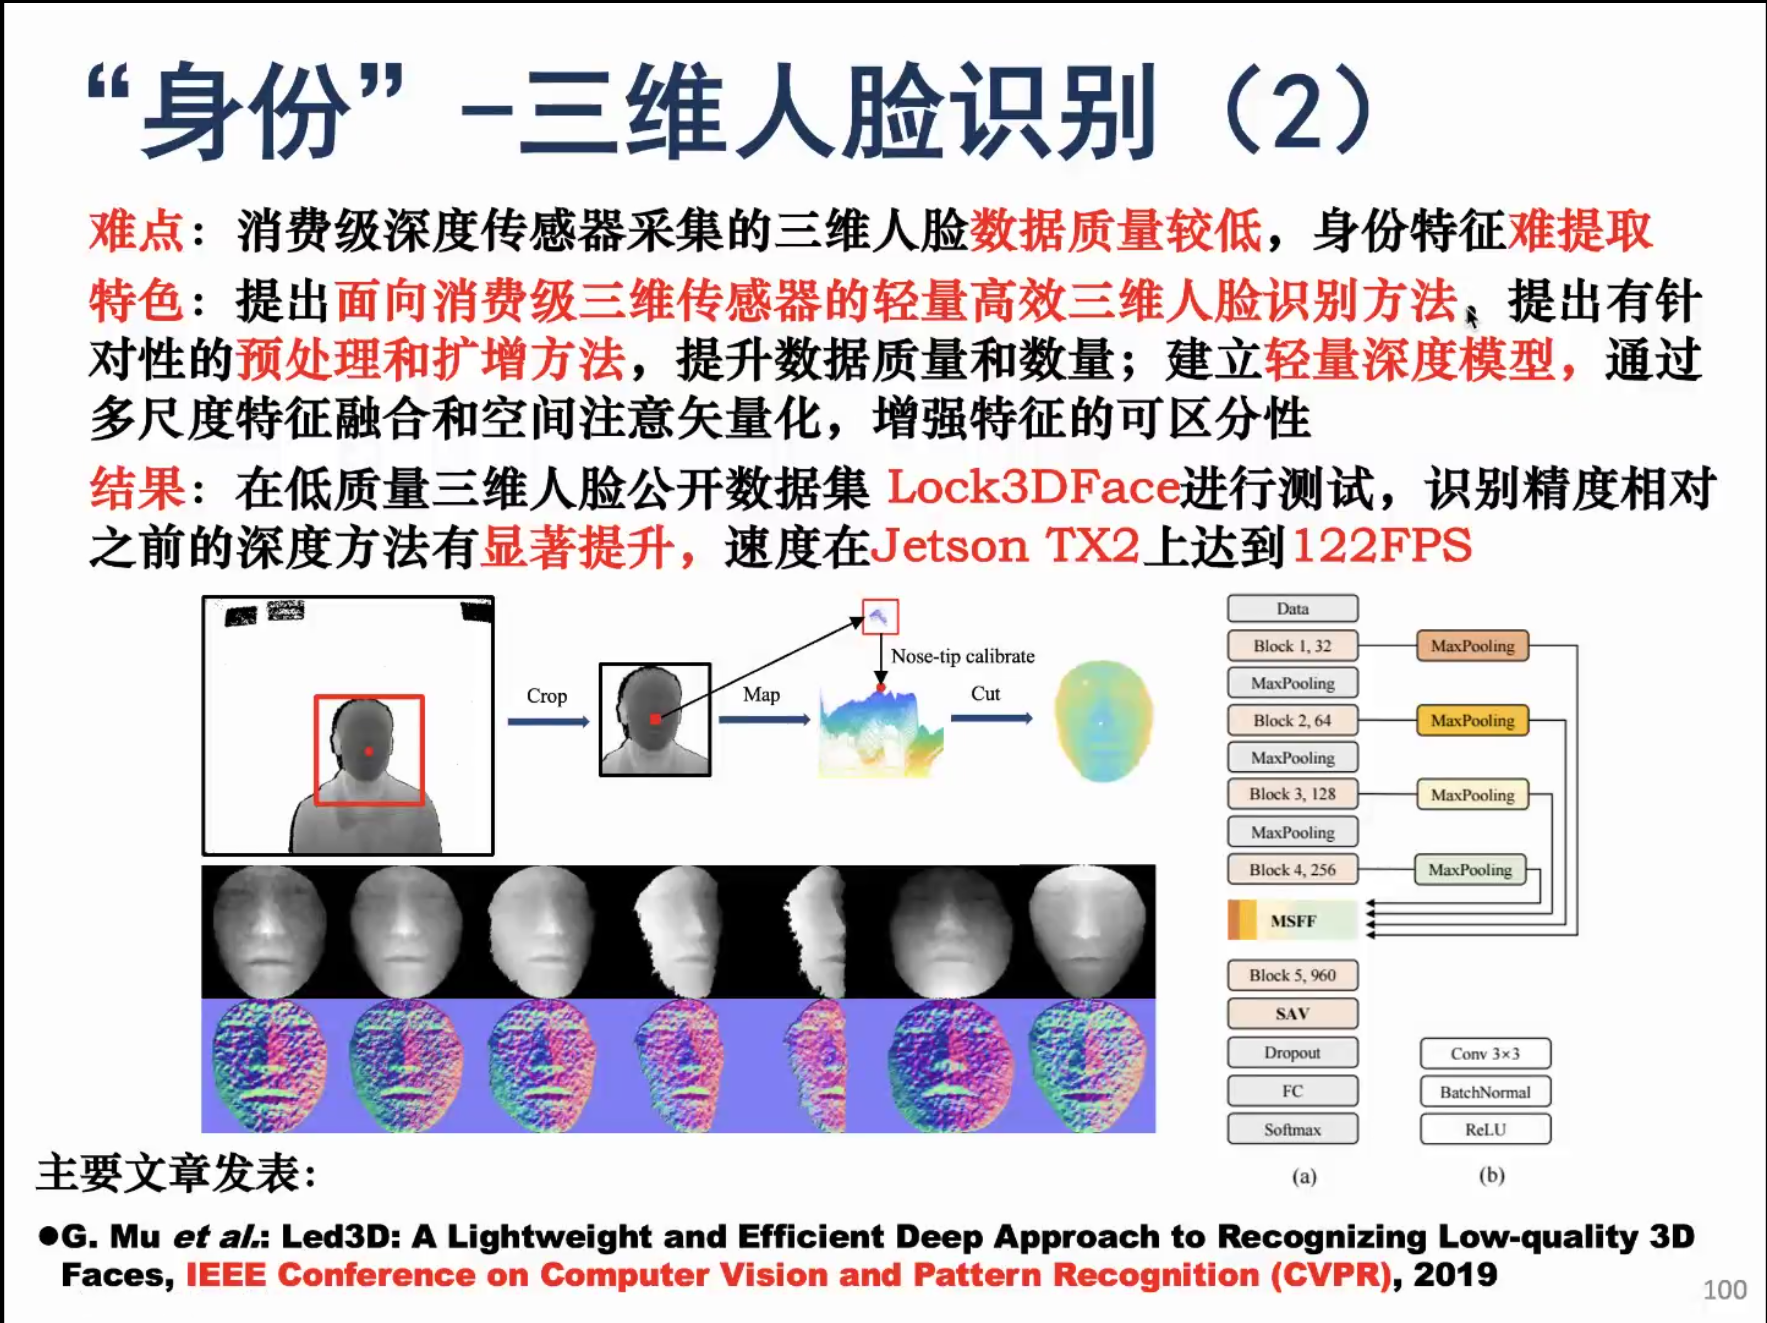 “身份”-三维人脸识别（2）
难点：消费级深度传感器采集的三维人脸数据质量较低，身份特征难提取
特色：提出面向消费级三维传感器的轻量高效三维人脸识别方法、提出有针
对性的预处理和扩增方法，提升数据质量和数量；建立轻量深度模型，通过
多尺度特征融合和空间注意矢量化，增强特征的可区分性
结果：在低质量三维人脸公开数据集 Lock3DFace进行测试，识别精度相对
之前的深度方法有显著提升，速度在Jetson TX2上达到122FPS
Crop
Map
Nose-tip calibrate
Cut
Data
Block 1, 32
MaxPooling
MaxPooling
Block 2, 64
MaxPooling
MaxPooling
Block 3, 128
MaxPooling
MaxPooling
Block 4, 256
MaxPooling
MSFF
Block 5, 960
SAV
Dropout
FC
Softmax
(a)
Conv 3×3
BatchNormal
ReLU
(b)
主要文章发表：
●G. Mu et al.: Led3D: A Lightweight and Efficient Deep Approach to Recognizing Low-quality 3D
Faces, IEEE Conference on Computer Vision and Pattern Recognition (CVPR), 2019
100